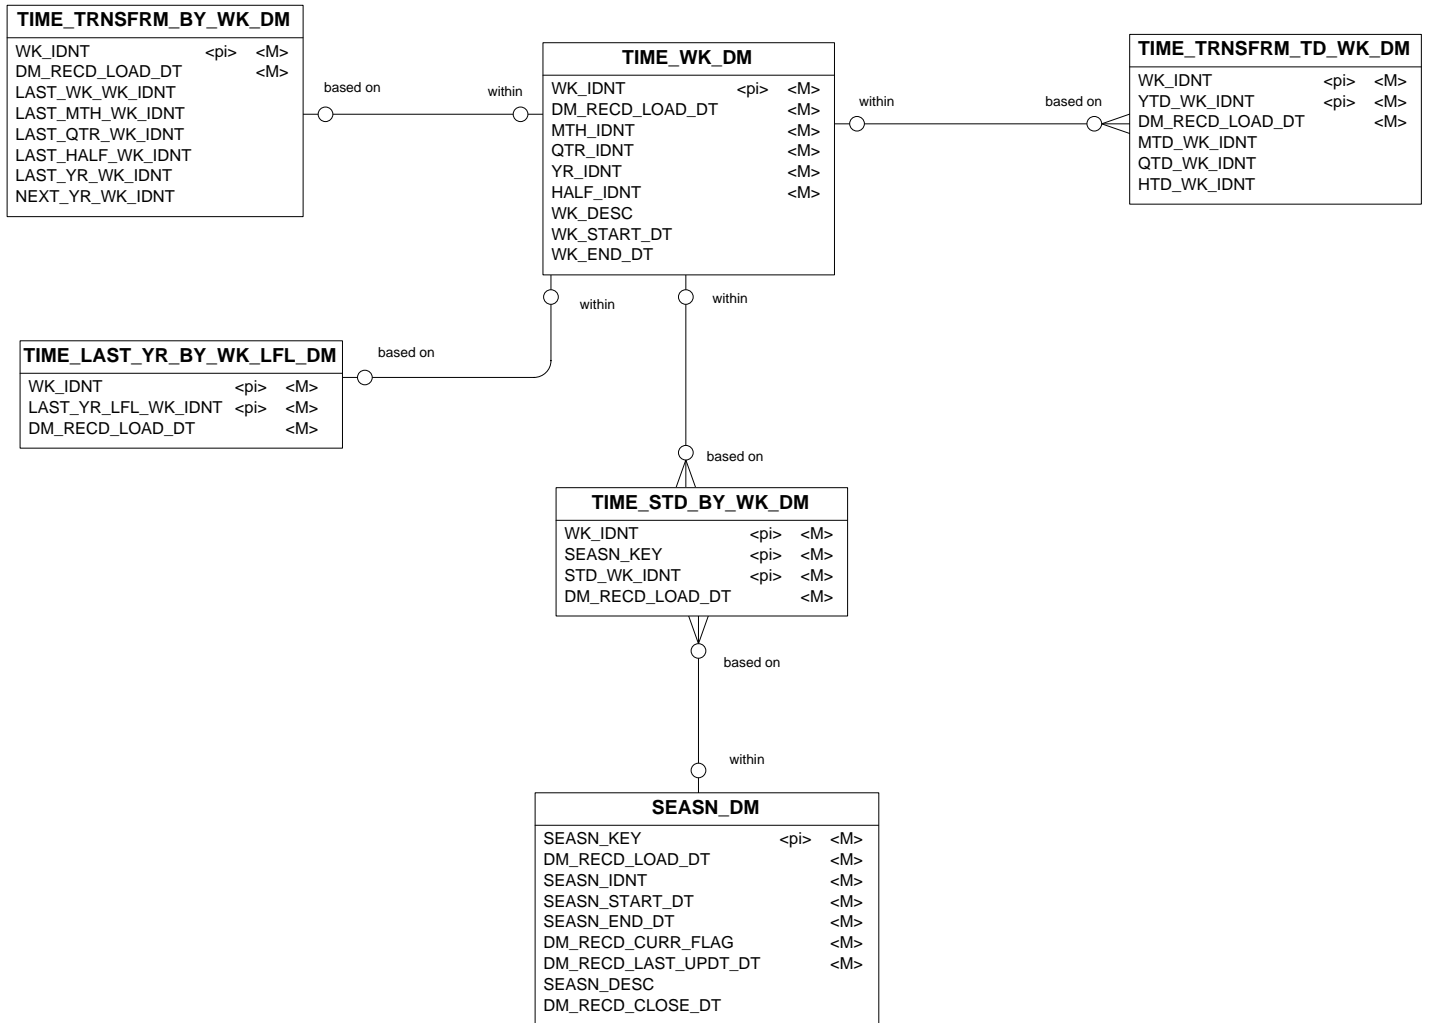 TIME_TRNSFRM_BY_WK_DM
WK_IDNT <pi> <M>
DM_RECD_LOAD_DT <M>
LAST_WK_WK_IDNT
LAST_MTH_WK_IDNT
LAST_QTR_WK_IDNT
LAST_HALF_WK_IDNT
LAST_YR_WK_IDNT
NEXT_YR_WK_IDNT
based on
within
TIME_WK_DM
WK_IDNT <pi> <M>
DM_RECD_LOAD_DT <M>
MTH_IDNT <M>
QTR_IDNT <M>
YR_IDNT <M>
HALF_IDNT <M>
WK_DESC
WK_START_DT
WK_END_DT
within
based on
TIME_TRNSFRM_TD_WK_DM
WK_IDNT <pi> <M>
YTD_WK_IDNT <pi> <M>
DM_RECD_LOAD_DT <M>
MTD_WK_IDNT
QTD_WK_IDNT
HTD_WK_IDNT
within
within
based on
TIME_LAST_YR_BY_WK_LFL_DM
WK_IDNT <pi> <M>
LAST_YR_LFL_WK_IDNT <pi> <M>
DM_RECD_LOAD_DT <M>
based on
TIME_STD_BY_WK_DM
WK_IDNT <pi> <M>
SEASN_KEY <pi> <M>
STD_WK_IDNT <pi> <M>
DM_RECD_LOAD_DT <M>
based on
within
SEASN_DM
SEASN_KEY <pi> <M>
DM_RECD_LOAD_DT <M>
SEASN_IDNT <M>
SEASN_START_DT <M>
SEASN_END_DT <M>
DM_RECD_CURR_FLAG <M>
DM_RECD_LAST_UPDT_DT <M>
SEASN_DESC
DM_RECD_CLOSE_DT